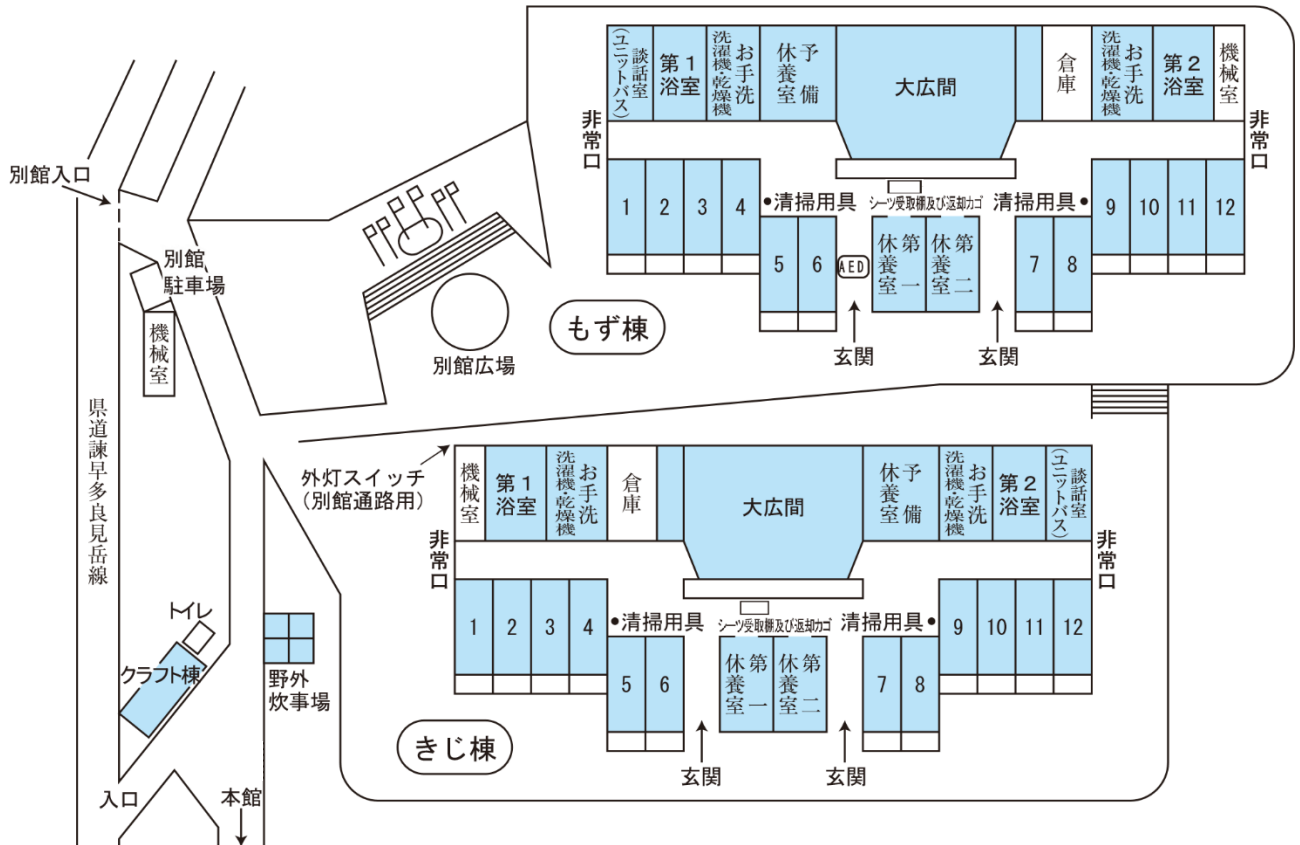 談話室
(ユニットバス)
第1
浴室
お手洗
洗濯機・乾燥機
予備
休養室
大広間
倉庫
お手洗
洗濯機・乾燥機
第2
浴室
機械室
非常口
非常口
1
2
3
4
•清掃用具
シーツ受取棚及び返却カゴ
清掃用具•
9
10
11
12
5
6
AED
第一
休養室
第二
休養室
7
8
玄関
玄関
もず棟
別館入口
別館
駐車場
機械室
別館広場
県道諫早多良見岳線
外灯スイッチ
(別館通路用)
機械室
第1
浴室
お手洗
洗濯機・乾燥機
倉庫
大広間
予備
休養室
お手洗
洗濯機・乾燥機
第2
浴室
談話室
(ユニットバス)
非常口
非常口
1
2
3
4
•清掃用具
シーツ受取棚及び返却カゴ
清掃用具•
9
10
11
12
5
6
第一
休養室
第二
休養室
7
8
玄関
玄関
きじ棟
トイレ
クラフト棟
野外
炊事場
入口
本館